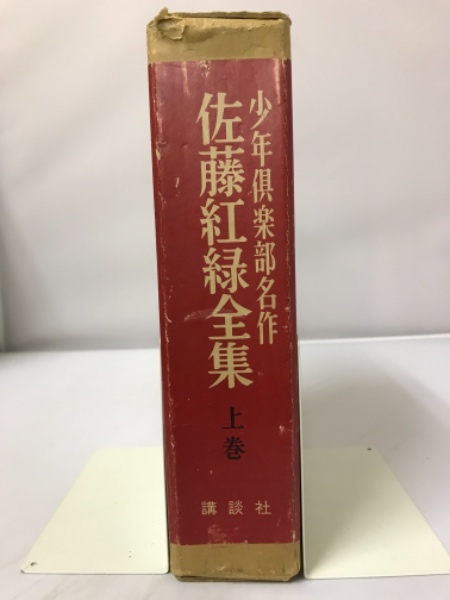 少年倶楽部名作
佐藤紅緑全集
上巻
講談社